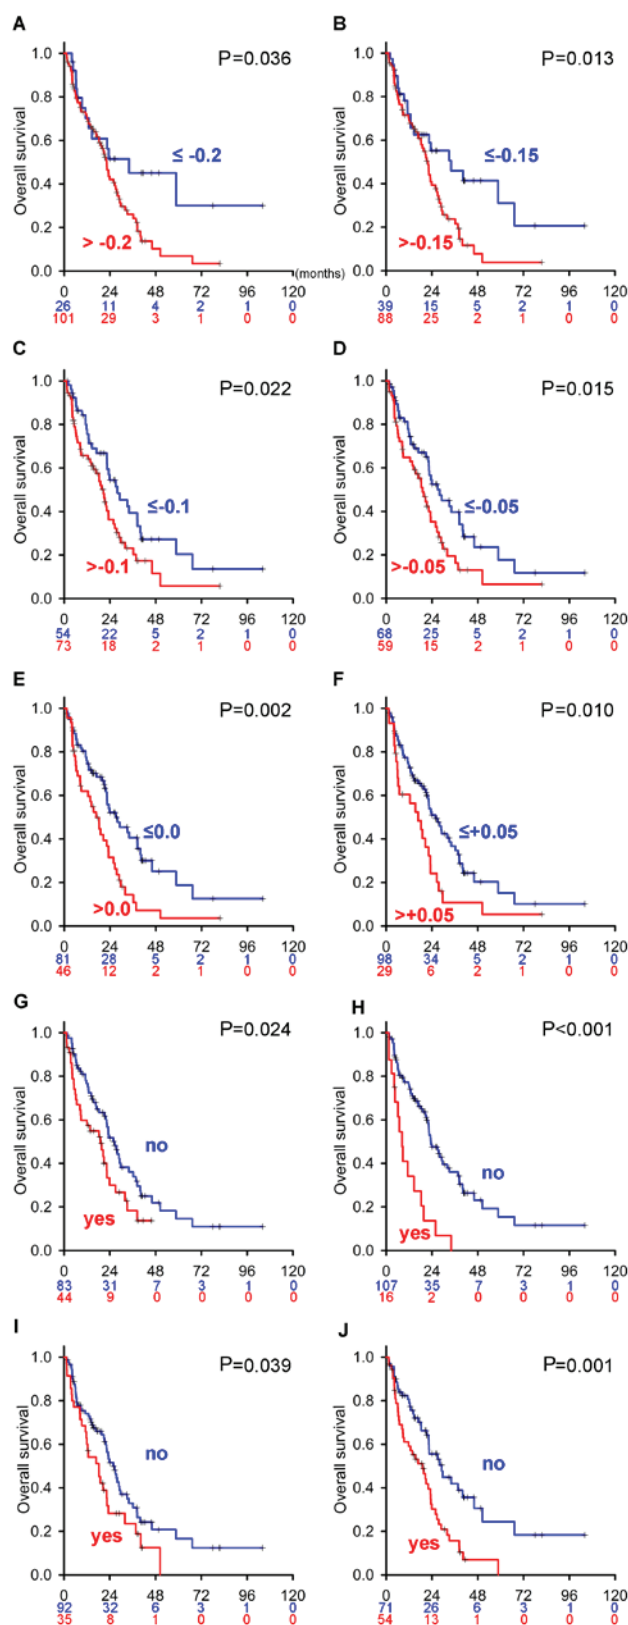 A
B
P=0.036
P=0.013
1.0
0.8
0.6
0.4
0.2
0.0
Overall survival
≤ -0.2
> -0.2
(months)
0 24 48 72 96 120
26 11 4 2 1 0
101 29 3 1 0 0
1.0
0.8
0.6
0.4
0.2
0.0
Overall survival
≤-0.15
>-0.15
0 24 48 72 96 120
39 15 5 2 1 0
88 25 2 1 0 0
C
D
P=0.022
P=0.015
1.0
0.8
0.6
0.4
0.2
0.0
Overall survival
≤-0.1
>-0.1
0 24 48 72 96 120
54 22 5 2 1 0
73 18 2 1 0 0
1.0
0.8
0.6
0.4
0.2
0.0
Overall survival
≤-0.05
>-0.05
0 24 48 72 96 120
68 25 5 2 1 0
59 15 2 1 0 0
E
F
P=0.002
P=0.010
1.0
0.8
0.6
0.4
0.2
0.0
Overall survival
≤0.0
>0.0
0 24 48 72 96 120
81 28 5 2 1 0
46 12 2 1 0 0
1.0
0.8
0.6
0.4
0.2
0.0
Overall survival
≤+0.05
>+0.05
0 24 48 72 96 120
98 34 5 2 1 0
29 6 2 1 0 0
G
H
P=0.024
P<0.001
1.0
0.8
0.6
0.4
0.2
0.0
Overall survival
no
yes
0 24 48 72 96 120
83 31 7 3 1 0
44 9 0 0 0 0
1.0
0.8
0.6
0.4
0.2
0.0
Overall survival
no
yes
0 24 48 72 96 120
107 35 7 3 1 0
16 2 0 0 0 0
I
J
P=0.039
P=0.001
1.0
0.8
0.6
0.4
0.2
0.0
Overall survival
no
yes
0 24 48 72 96 120
92 32 6 3 1 0
35 8 1 0 0 0
1.0
0.8
0.6
0.4
0.2
0.0
Overall survival
no
yes
0 24 48 72 96 120
71 26 6 3 1 0
54 13 1 0 0 0